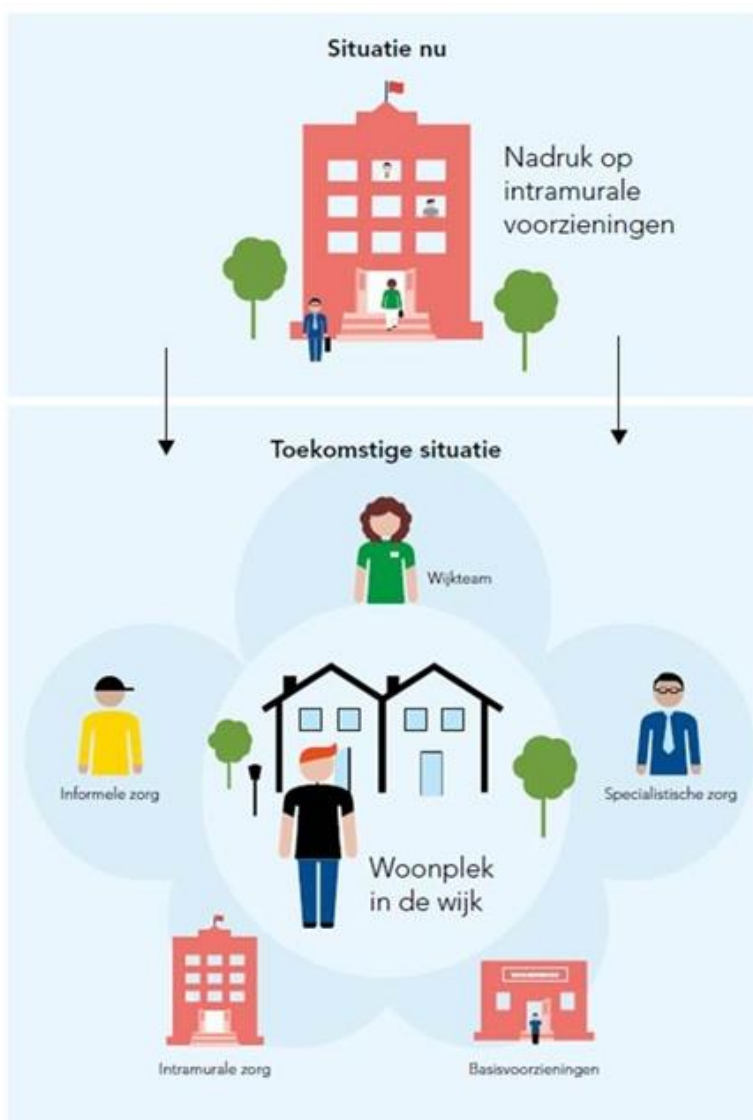 Situatie nu
Nadruk op
intramurale
voorzieningen
Toekomstige situatie
Wijkteam
Informele zorg
Specialistische zorg
Woonplek
in de wijk
Intramurale zorg
Basisvoorzieningen